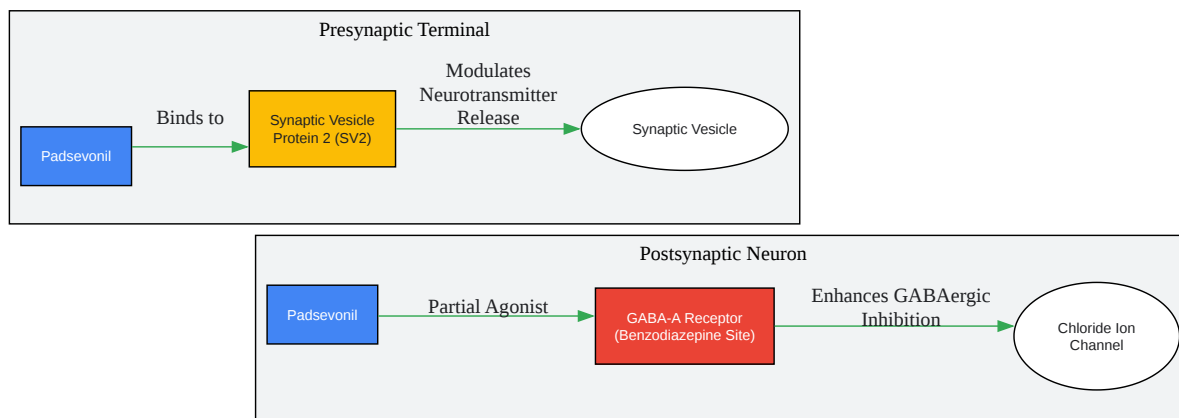 Presynaptic Terminal
Padsevonil
Binds to
Synaptic Vesicle
Protein 2 (SV2)
Modulates
Neurotransmitter
Release
Synaptic Vesicle
Postsynaptic Neuron
Padsevonil
Partial Agonist
GABA-A Receptor
(Benzodiazepine Site)
Enhances GABAergic
Inhibition
Chloride Ion
Channel